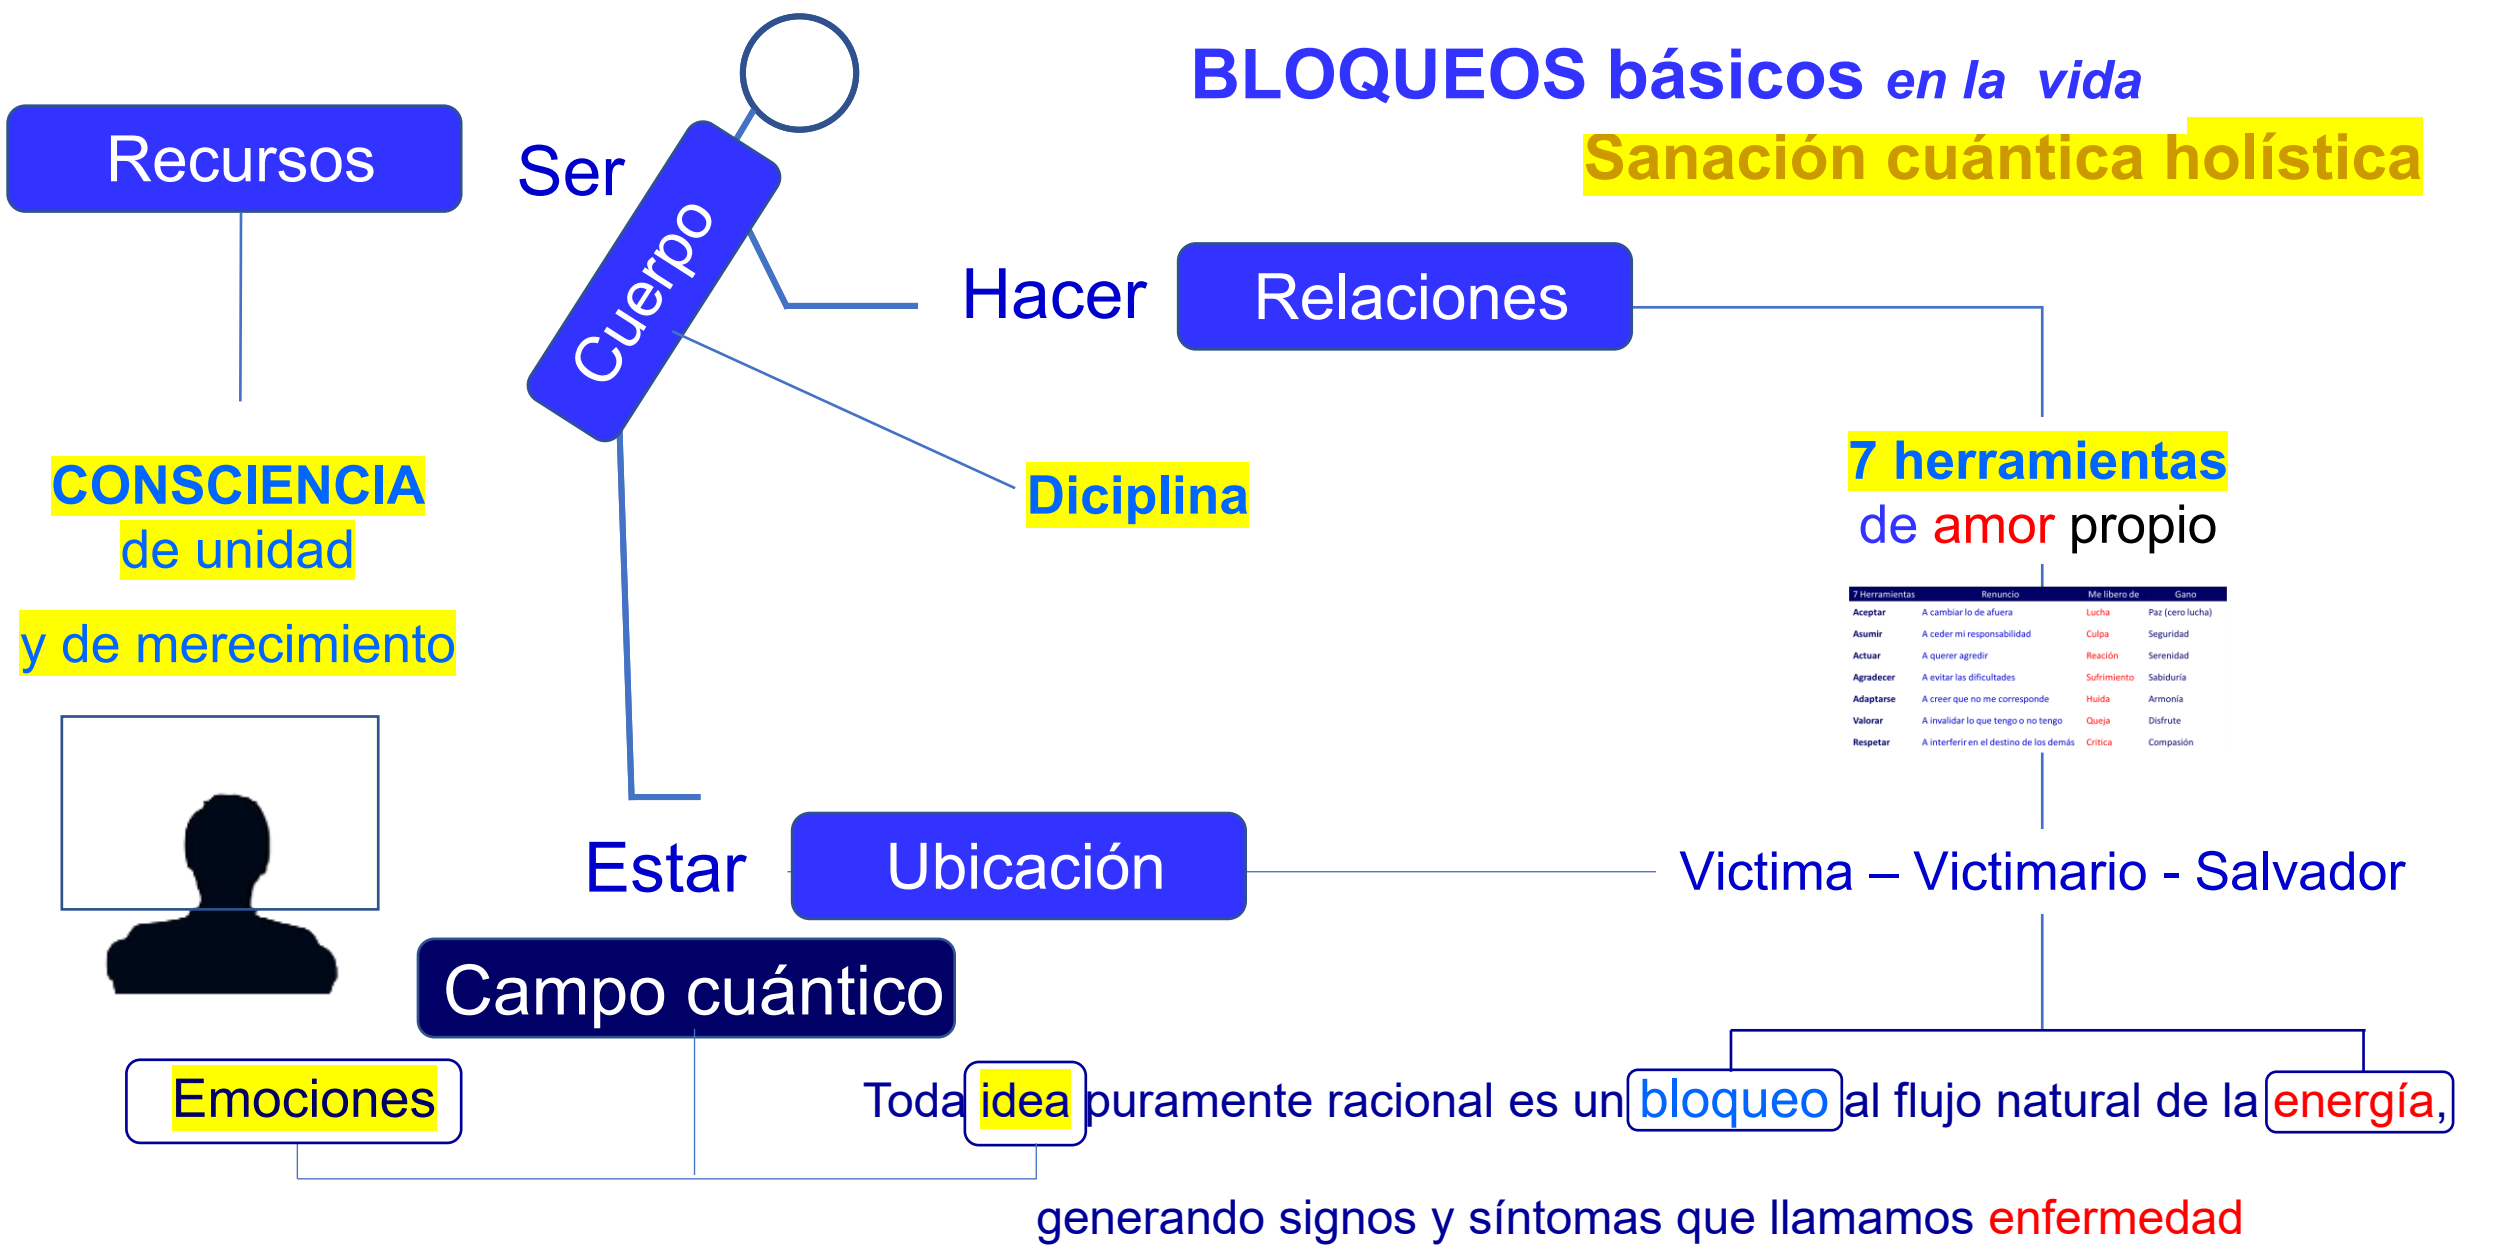 BLOQUEOS básicos en la vida
Sanación cuántica holística
Recursos
Ser
Cuerpo
Hacer
Relaciones
CONSCIENCIA
de unidad
y de merecimiento
Diciplina
7 herramientas
de amor propio
7 Herramientas Renuncio Me libero de Gano
Aceptar A cambiar lo de afuera Lucha Paz (cero lucha)
Asumir A ceder mi responsabilidad Culpa Seguridad
Actuar A querer agredir Reación Serenidad
Agradecer A evitar las dificultades Sufrimiento Sabiduría
Adaptarse A creer que no me corresponde Huida Armonía
Valorar A invalidar lo que tengo o no tengo Queja Disfrute
Respetar A interferir en el destino de los demás Critica Compasión
Estar
Ubicación
Victima – Victimario - Salvador
Campo cuántico
Emociones
Toda idea puramente racional es un bloqueo al flujo natural de la energía,
generando signos y síntomas que llamamos enfermedad